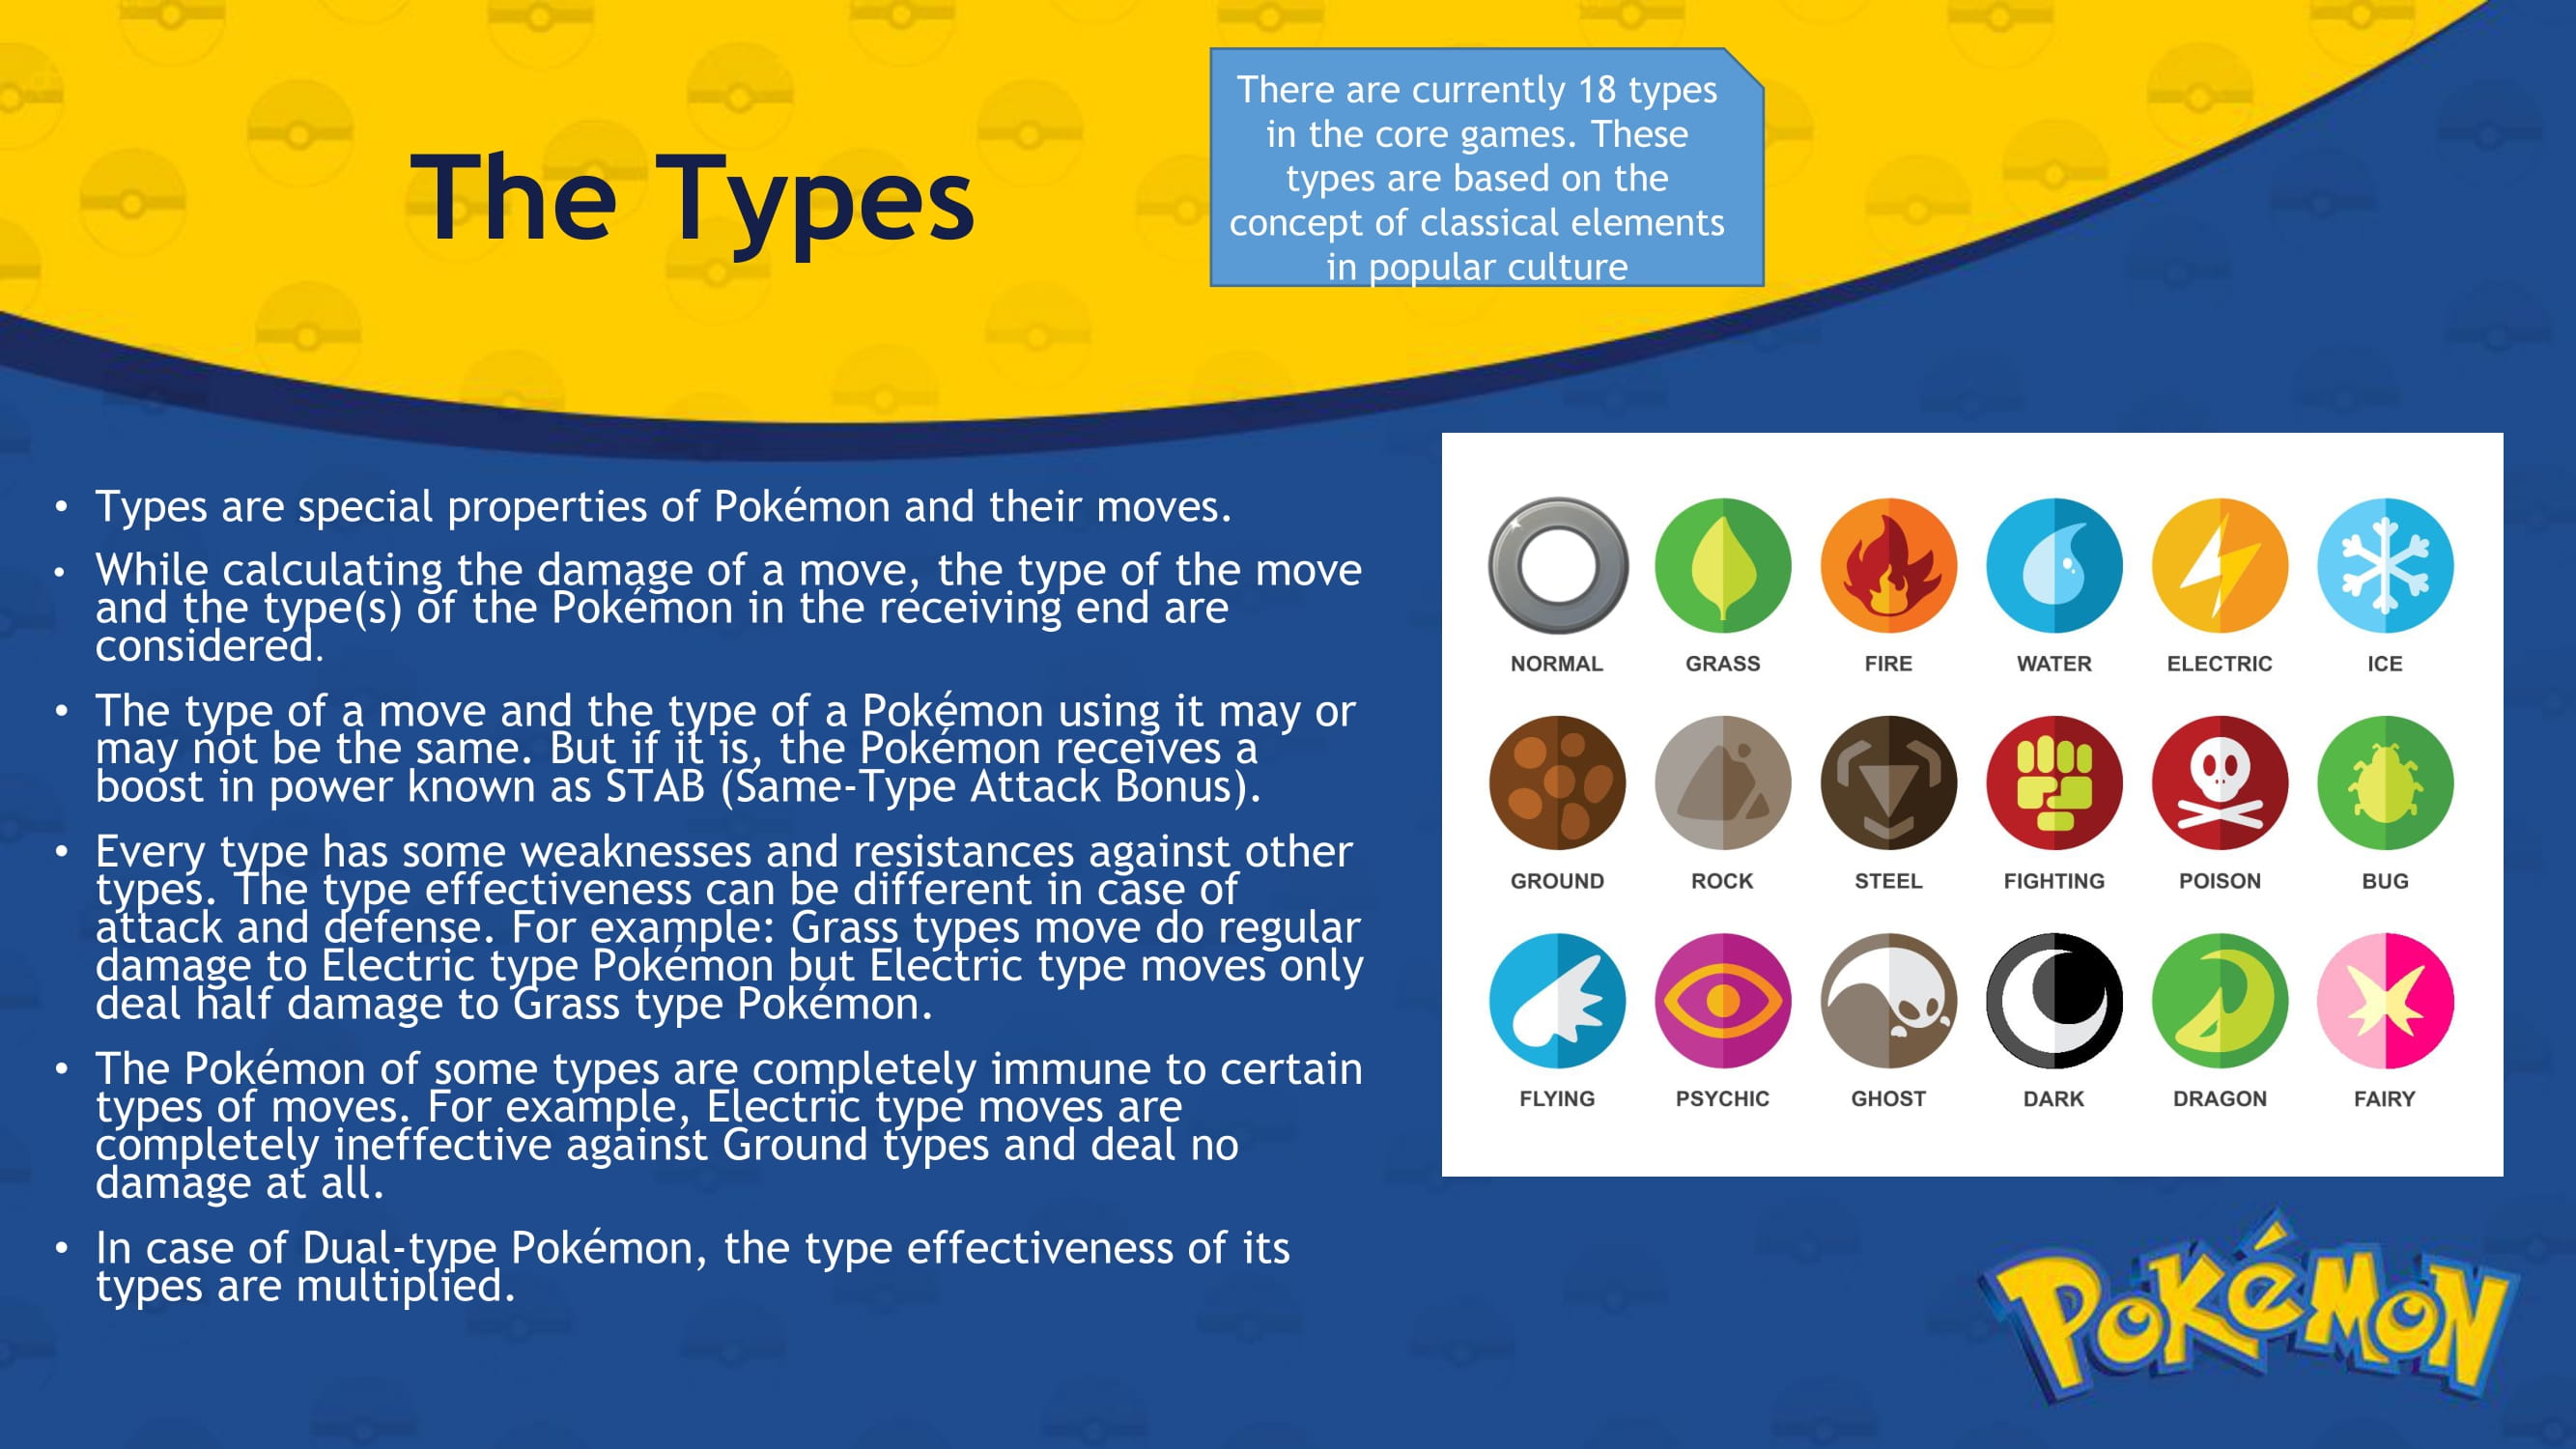 The Types
There are currently 18 types
in the core games. These
types are based on the
concept of classical elements
in popular culture
• Types are special properties of Pokémon and their moves.
• While calculating the damage of a move, the type of the move
and the type(s) of the Pokémon in the receiving end are
considered.
• The type of a move and the type of a Pokémon using it may or
may not be the same. But if it is, the Pokémon receives a
boost in power known as STAB (Same-Type Attack Bonus).
• Every type has some weaknesses and resistances against other
types. The type effectiveness can be different in case of
attack and defense. For example: Grass types move do regular
damage to Electric type Pokémon but Electric type moves only
deal half damage to Grass type Pokémon.
• The Pokémon of some types are completely immune to certain
types of moves. For example, Electric type moves are
completely ineffective against Ground types and deal no
damage at all.
• In case of Dual-type Pokémon, the type effectiveness of its
types are multiplied.
NORMAL GRASS FIRE WATER ELECTRIC ICE
GROUND ROCK STEEL FIGHTING POISON BUG
FLYING PSYCHIC GHOST DARK DRAGON FAIRY
POKéMON